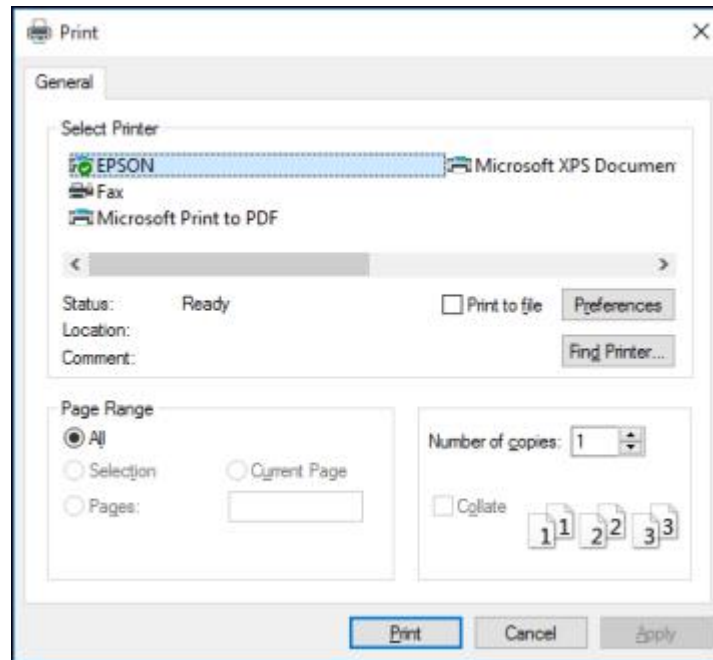 Print
General
Select Printer
EPSON
Microsoft XPS Documen
Fax
Microsoft Print to PDF
Status: Ready
Print to file
Preferences
Location:
Comment:
Find Printer...
Page Range
All
Selection
Current Page
Pages:
Number of copies: 1
Collate
1 1 2 2 3 3
Print
Cancel
Apply